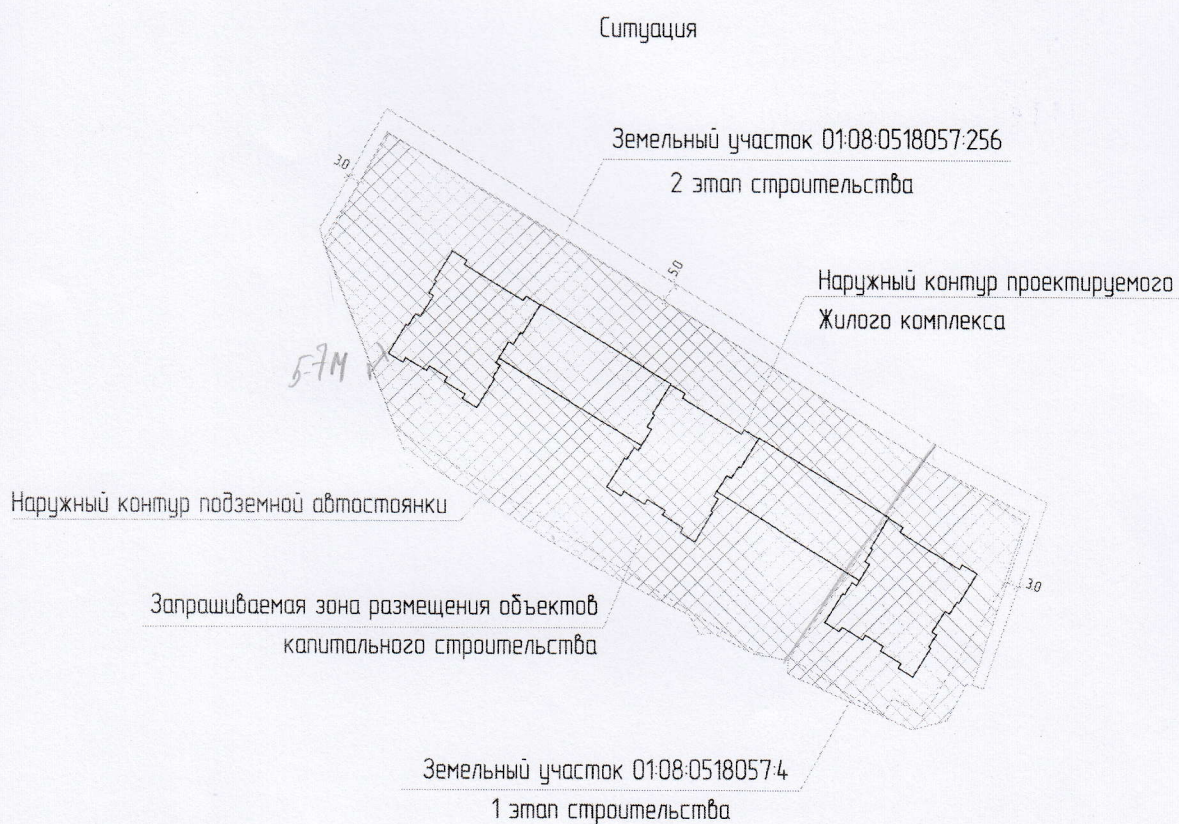 Ситуация
Земельный участок 01:08:0518057:256
2 этап строительства
3.0
5.0
Наружный контур проектируемого
Жилого комплекса
5-7м
Наружный контур подземной автостоянки
3.0
Запрашиваемая зона размещения объектов
капитального строительства
Земельный участок 01:08:0518057:4
1 этап строительства